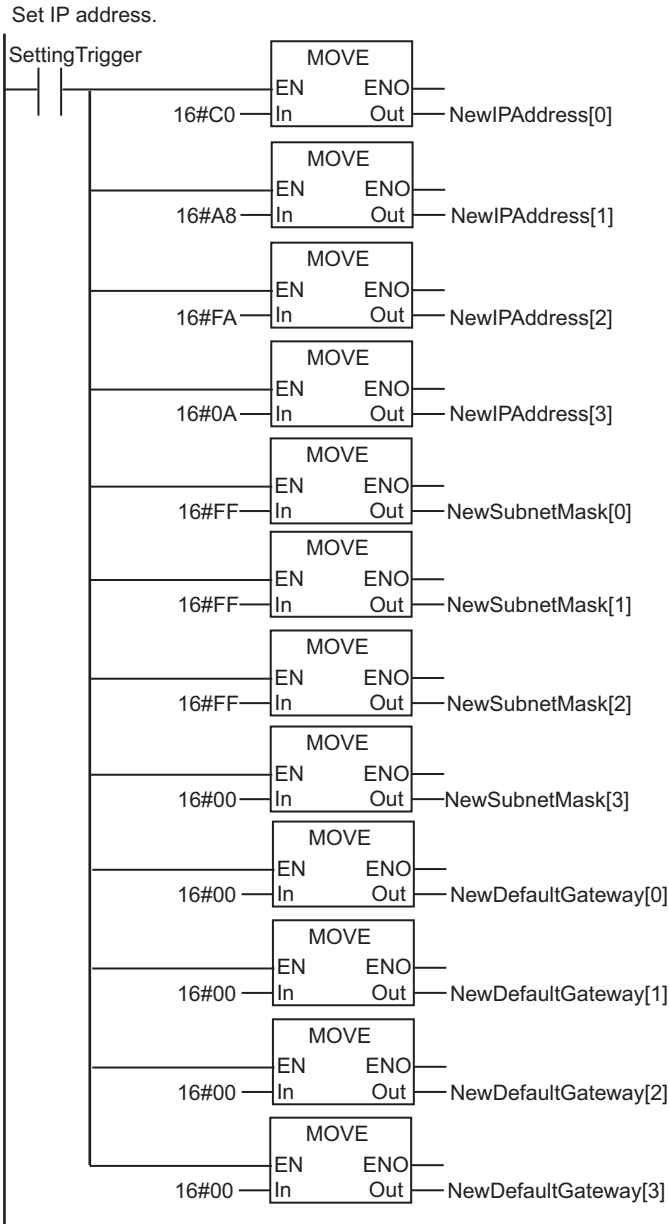 Set IP address.
SettingTrigger
MOVE
EN ENO
16#C0 In Out NewIPAddress[0]
MOVE
EN ENO
16#A8 In Out NewIPAddress[1]
MOVE
EN ENO
16#FA In Out NewIPAddress[2]
MOVE
EN ENO
16#0A In Out NewIPAddress[3]
MOVE
EN ENO
16#FF In Out NewSubnetMask[0]
MOVE
EN ENO
16#FF In Out NewSubnetMask[1]
MOVE
EN ENO
16#FF In Out NewSubnetMask[2]
MOVE
EN ENO
16#00 In Out NewSubnetMask[3]
MOVE
EN ENO
16#00 In Out NewDefaultGateway[0]
MOVE
EN ENO
16#00 In Out NewDefaultGateway[1]
MOVE
EN ENO
16#00 In Out NewDefaultGateway[2]
MOVE
EN ENO
16#00 In Out NewDefaultGateway[3]